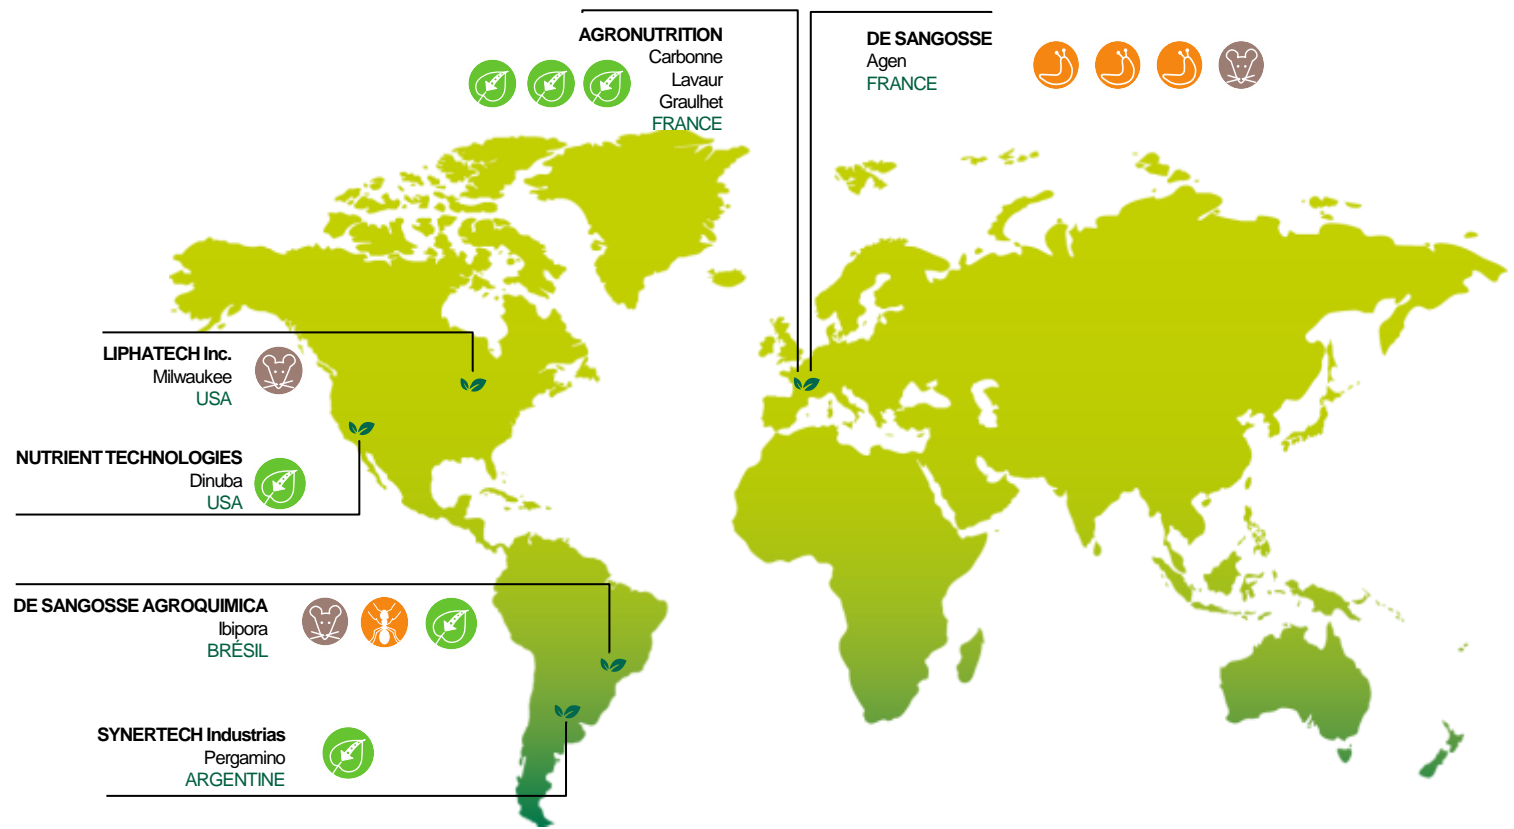 AGRONUTRITION
Carbonne
Lavaur
Graulhet
FRANCE
DE SANGOSSE
Agen
FRANCE
LIPHATECH Inc.
Milwaukee
USA
NUTRIENT TECHNOLOGIES
Dinuba
USA
DE SANGOSSE AGROQUIMICA
Ibipora
BRÉSIL
SYNERTECH Industrias
Pergamino
ARGENTINE